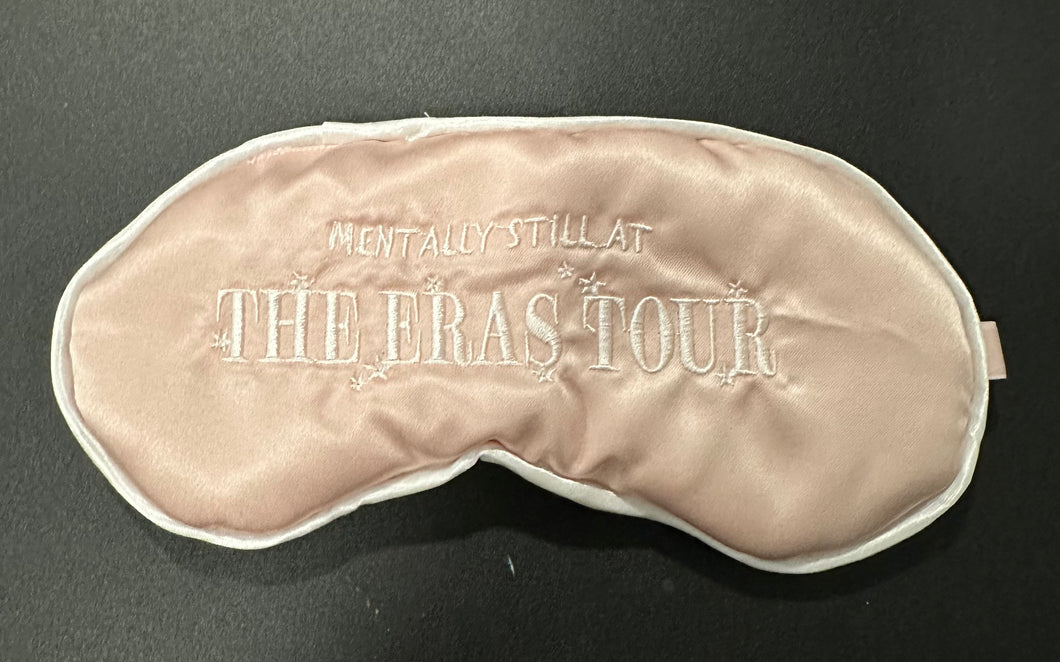 MENTALLY STILL AT
THE ERAS TOUR